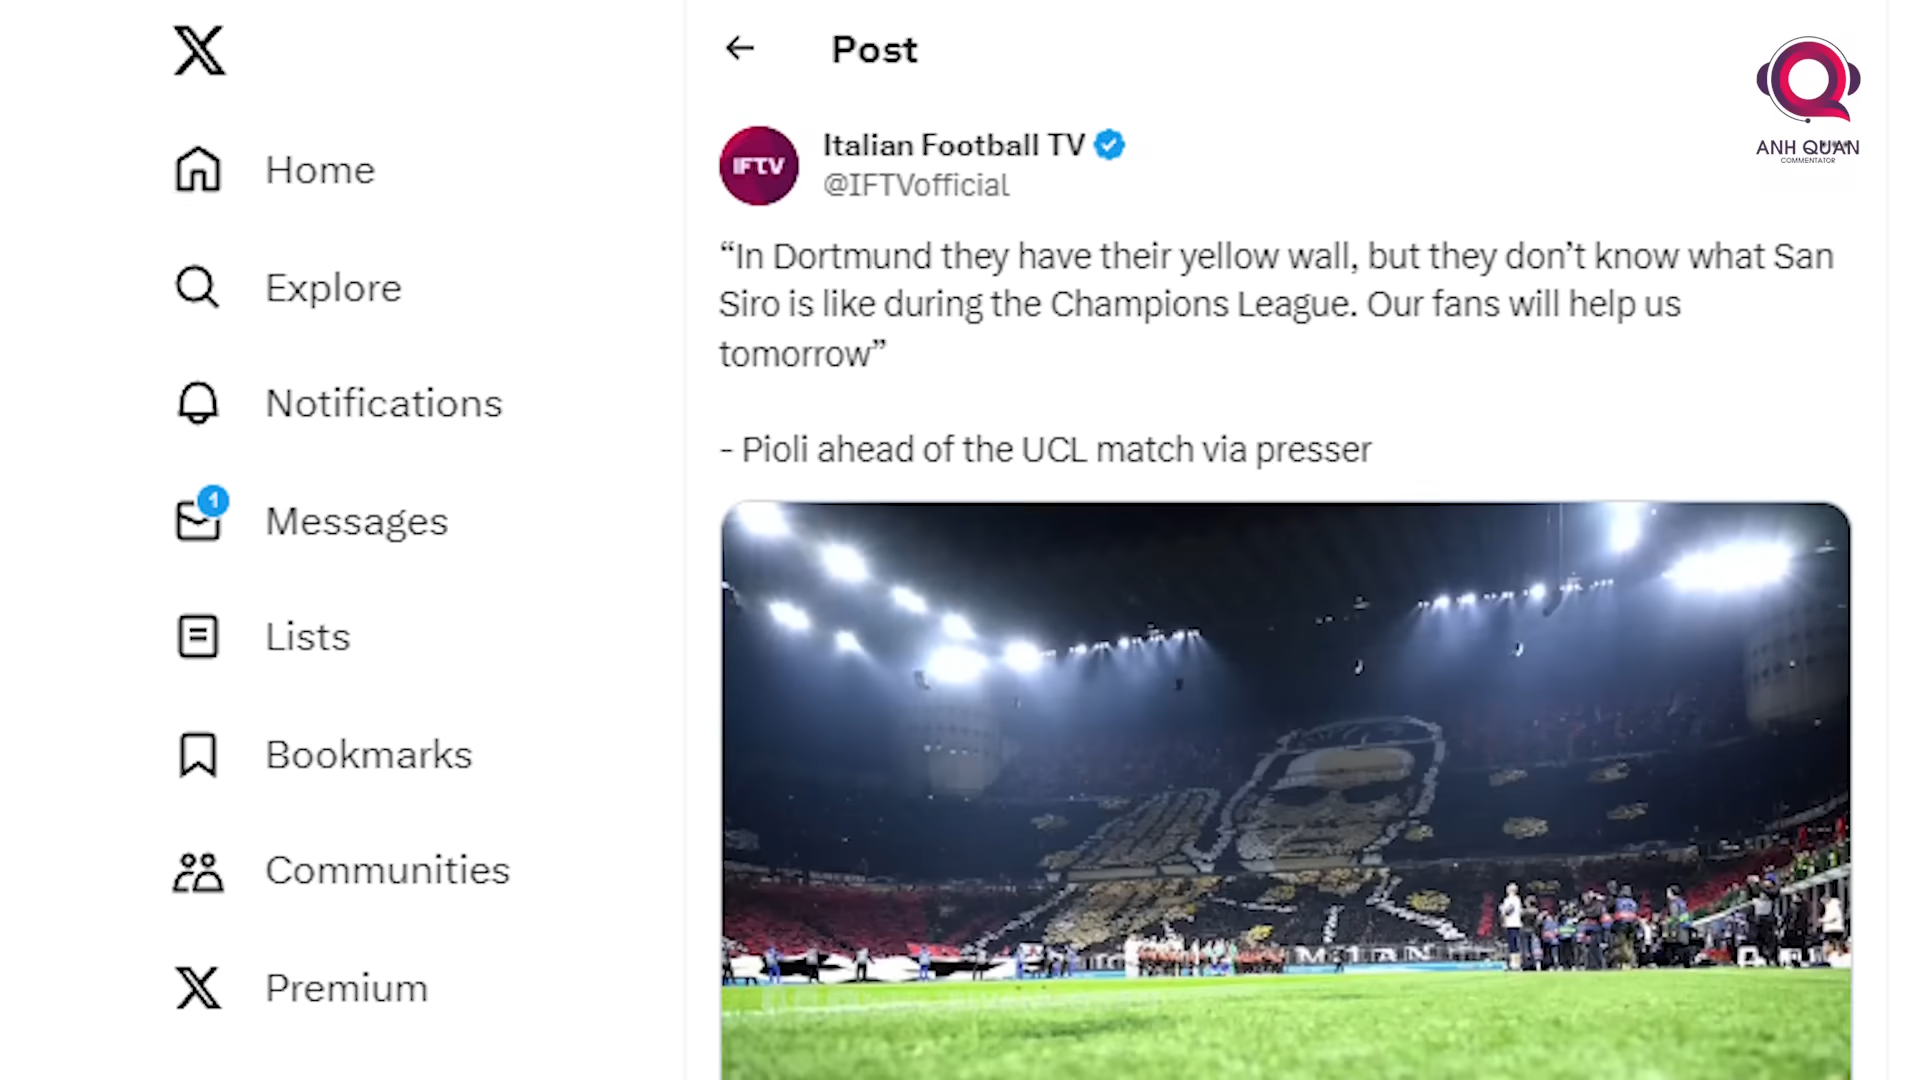 Post
Italian Football TV
@IFTVofficial
IFTV
“In Dortmund they have their yellow wall, but they don’t know what San
Siro is like during the Champions League. Our fans will help us
tomorrow”
- Pioli ahead of the UCL match via presser
MILAN
Home
Explore
Notifications
1
Messages
Lists
Bookmarks
Communities
Premium
ANH QUAN
COMMENTATOR